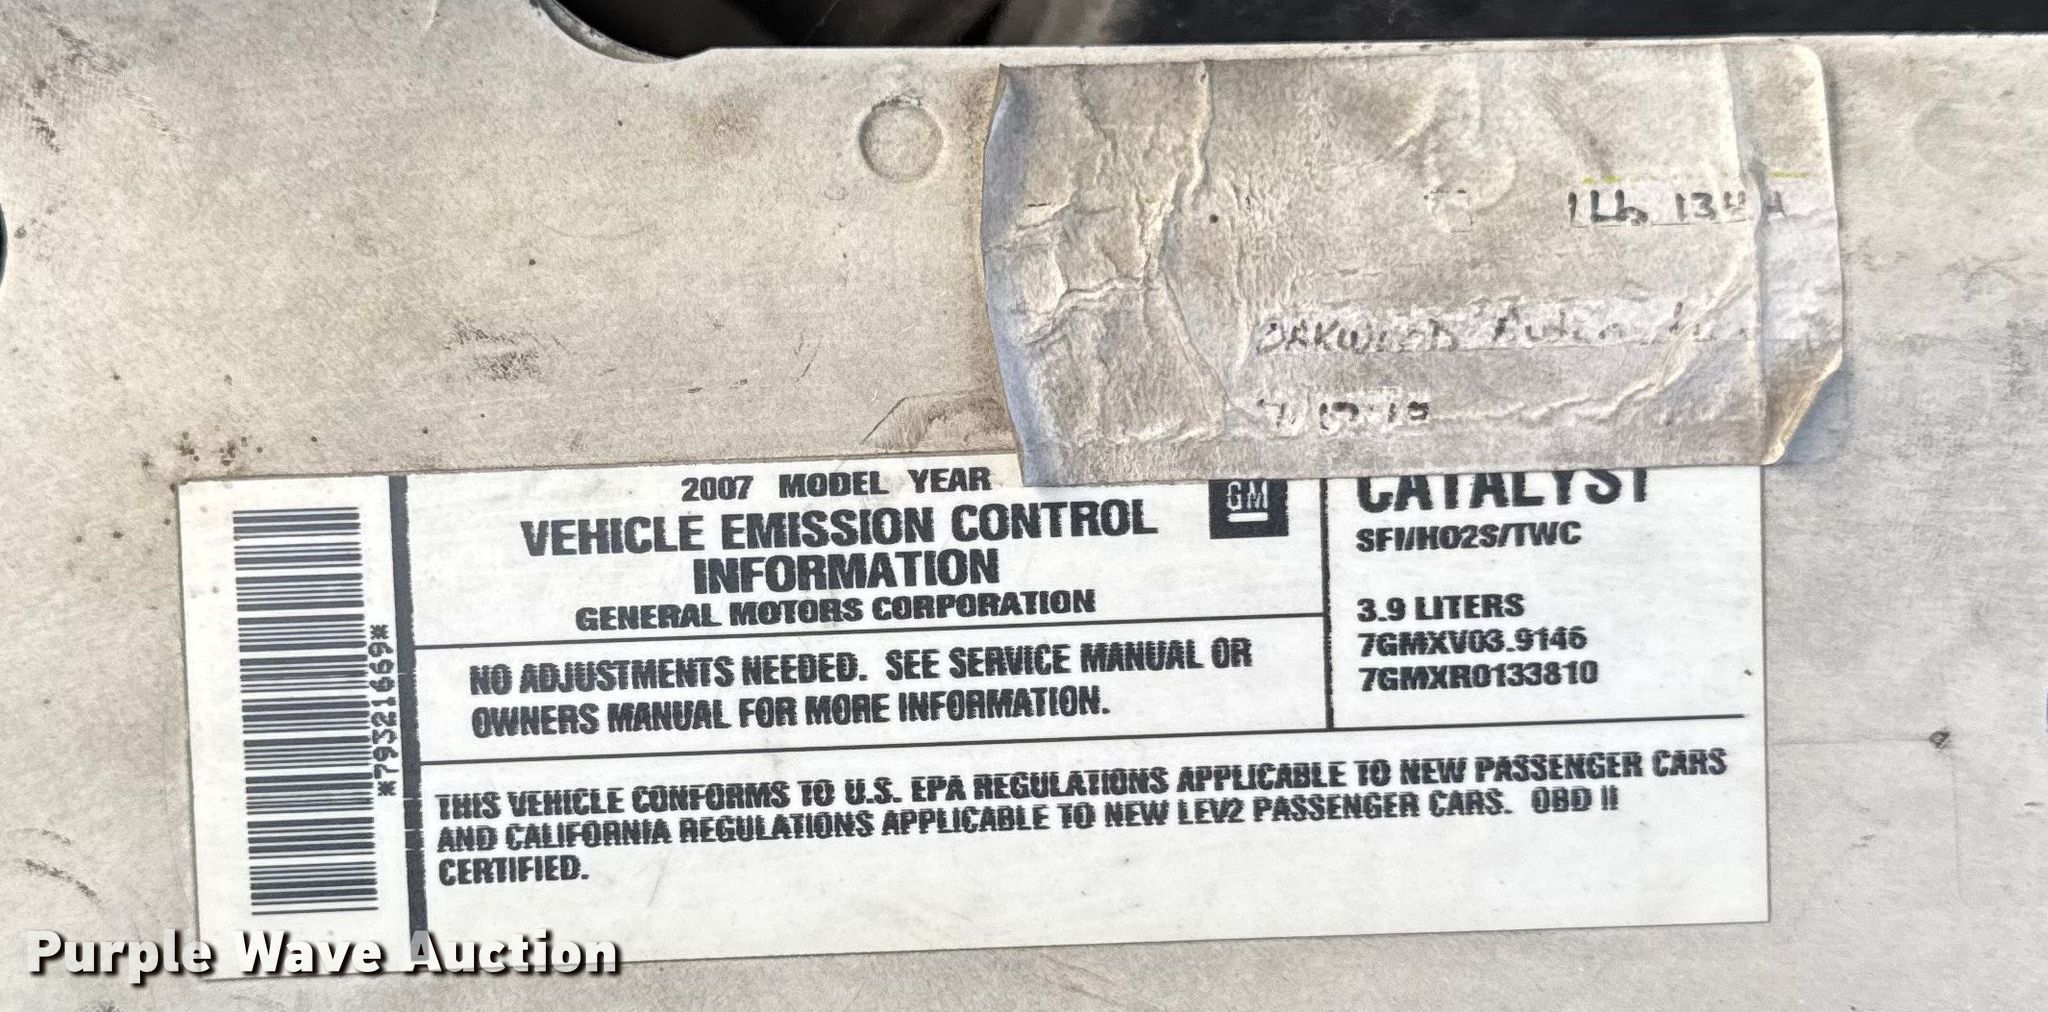 OAKWOOD
2007 MODEL YEAR
VEHICLE EMISSION CONTROL
INFORMATION
GENERAL MOTORS CORPORATION
GM
NO ADJUSTMENTS NEEDED. SEE SERVICE MANUAL OR
OWNERS MANUAL FOR MORE INFORMATION.
CATALYST
SFI/HO2S/TWC
3.9 LITERS
7GMXV03.9146
7GMXR0133810
THIS VEHICLE CONFORMS TO U.S. EPA REGULATIONS APPLICABLE TO NEW PASSENGER CARS
AND CALIFORNIA REGULATIONS APPLICABLE TO NEW LEV2 PASSENGER CARS. OBD II
CERTIFIED.
*79321669*
Purple Wave Auction